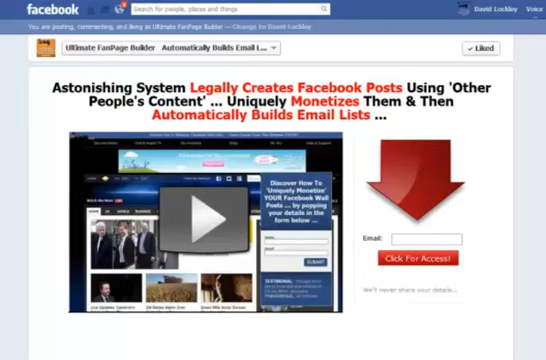 facebook
Search for people, places and things
David Lockley
You are posting, commenting, and liking as Ultimate FanPage Builder — Change to David Lockley
Ultimate FanPage Builder Automatically Builds Email L...
Liked
Astonishing System Legally Creates Facebook Posts Using 'Other
People's Content' ... Uniquely Monetizes Them & Then
Automatically Builds Email Lists ...
Discover How To
'Uniquely Monetize'
YOUR Facebook Wall
Posts ... by popping
your details in the
form below ...
SUBMIT
Email:
Click For Access!
We'll never share your details...